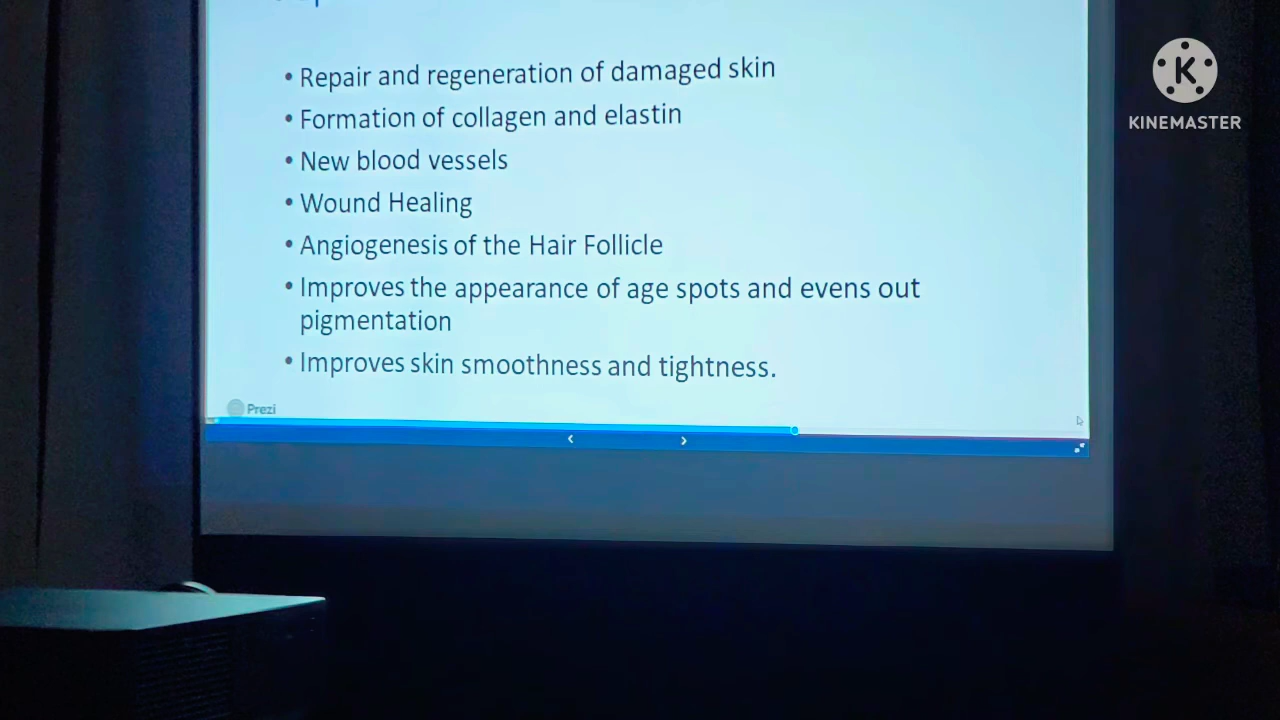 • Repair and regeneration of damaged skin
• Formation of collagen and elastin
• New blood vessels
• Wound Healing
• Angiogenesis of the Hair Follicle
• Improves the appearance of age spots and evens out
pigmentation
• Improves skin smoothness and tightness.
Prezi
K
KINEMASTER